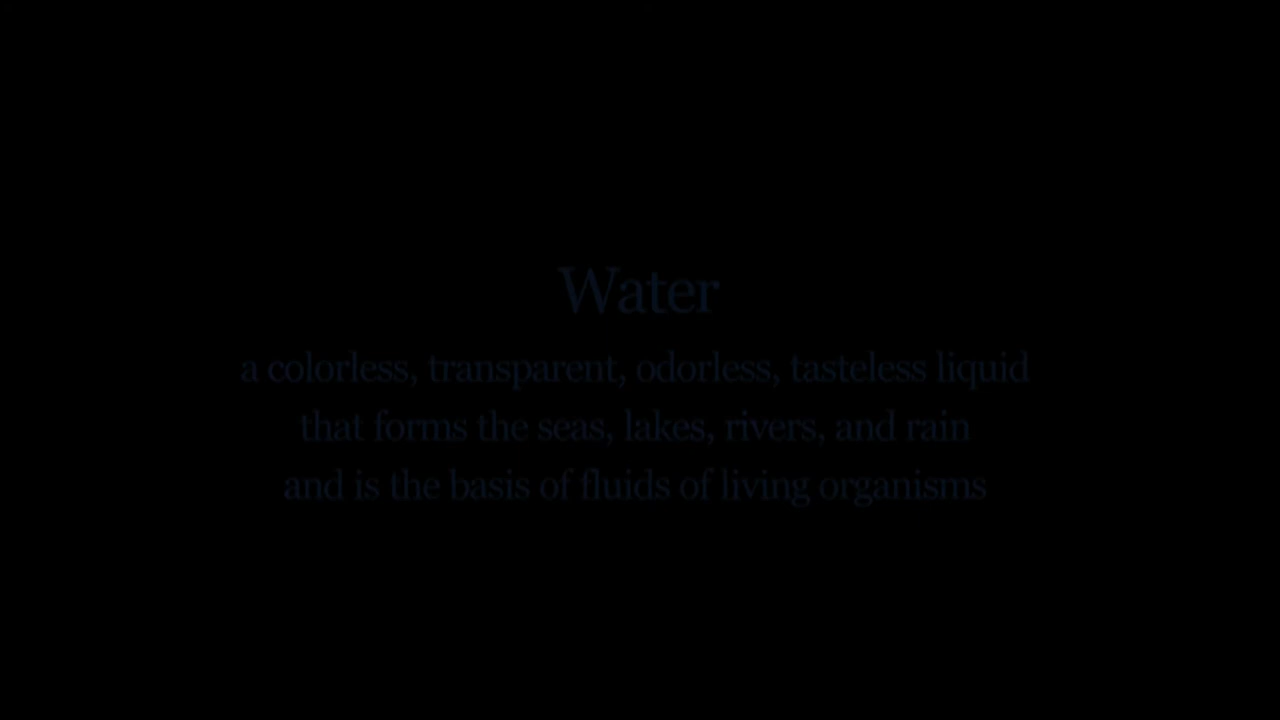 Water
a colorless, transparent, odorless, tasteless liquid
that forms the seas, lakes, rivers, and rain
and is the basis of fluids of living organisms